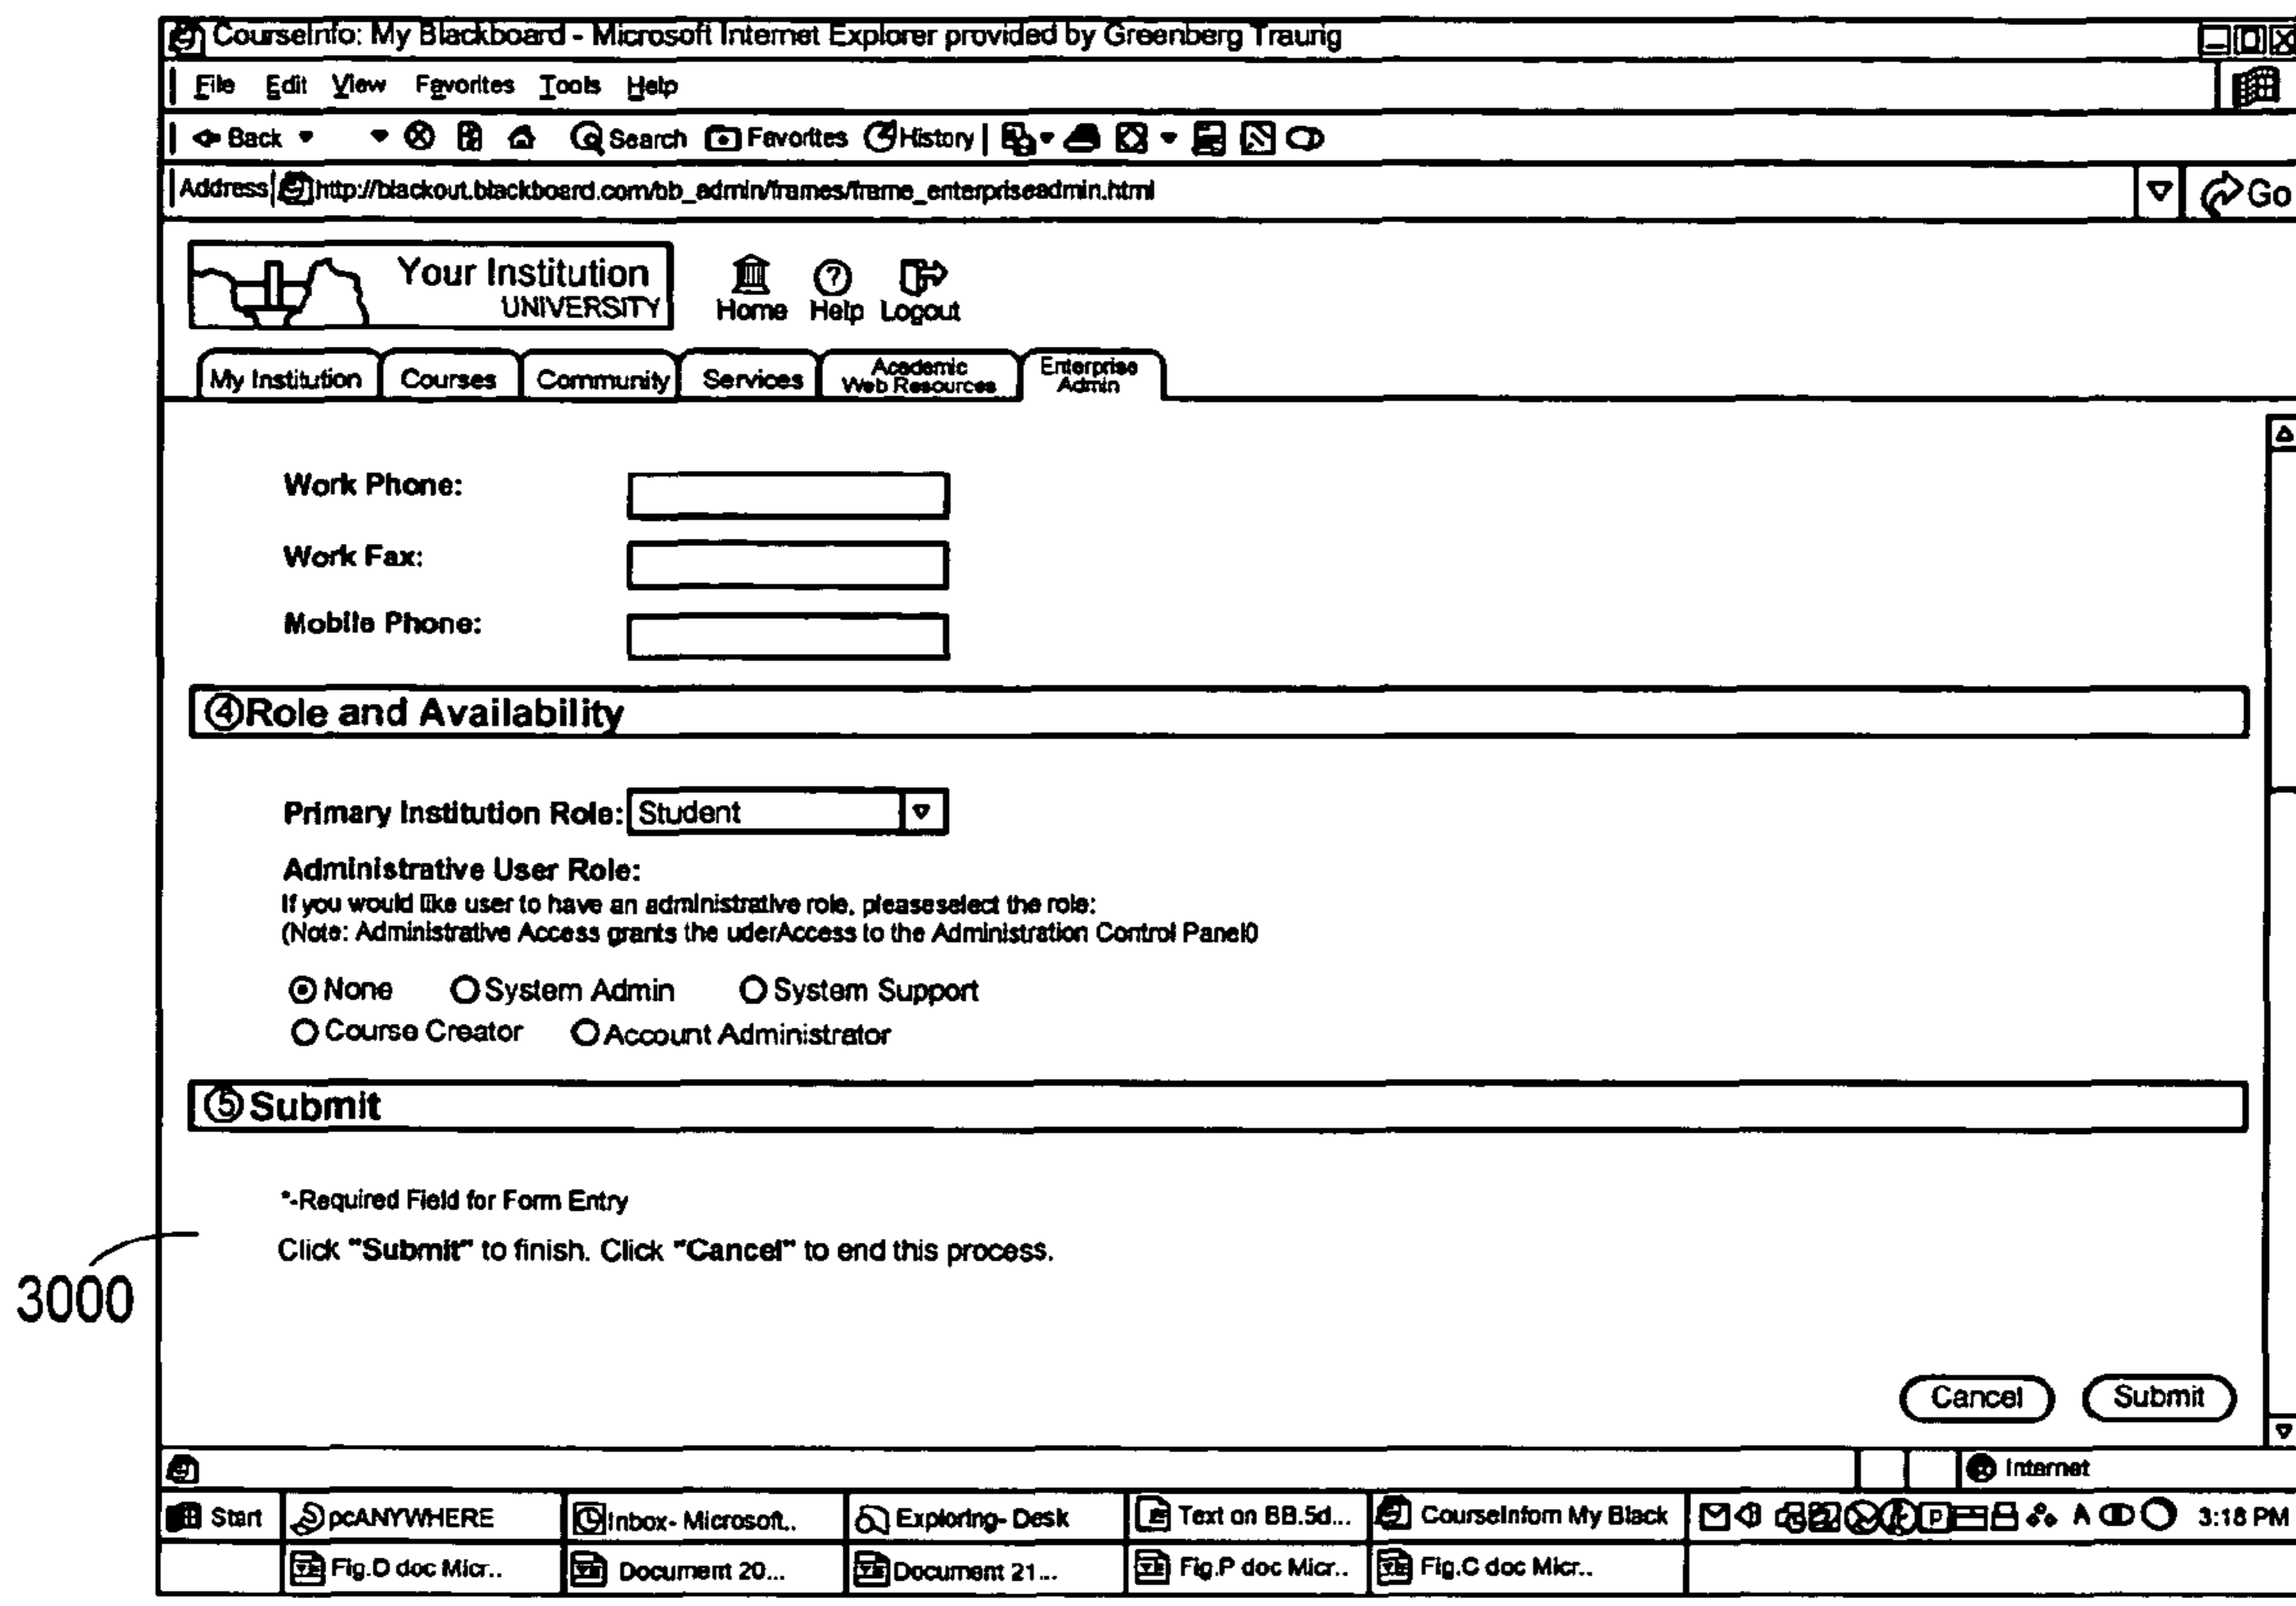 CourseInfo: My Blackboard - Microsoft Internet Explorer provided by Greenberg Traurig
File Edit View Favorites Tools Help
Back Search Favorites History
Address http://blackout.blackboard.com/bb_admin/frames/frame_enterpriseadmin.html Go
Your Institution
UNIVERSITY
Home Help Logout
My Institution Courses Community Services Academic Web Resources Enterprise Admin
Work Phone:
Work Fax:
Mobile Phone:
④Role and Availability
Primary Institution Role: Student
Administrative User Role:
If you would like user to have an administrative role, pleaseselect the role:
(Note: Administrative Access grants the uderAccess to the Administration Control Panel0
None System Admin System Support
Course Creator Account Administrator
⑤Submit
*-Required Field for Form Entry
Click "Submit" to finish. Click "Cancel" to end this process.
3000
Cancel Submit
Internet
Start pcANYWHERE Inbox- Microsoft.. Exploring- Desk Text on BB.5d... CourseInfom My Black 3:18 PM
Fig.D doc Micr.. Document 20... Document 21... Fig.P doc Micr.. Fig.C doc Micr..